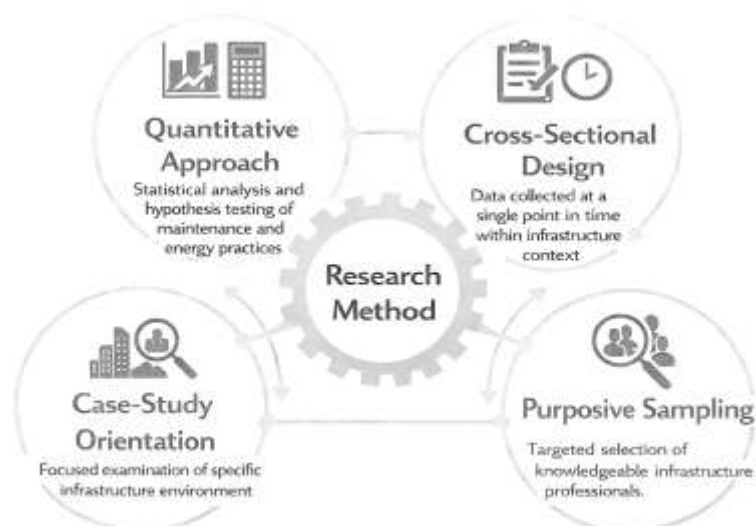 Quantitative
Approach
Statistical analysis and
hypothesis testing of
maintenance and
energy practices
Cross-Sectional
Design
Data collected at a
single point in time
within infrastructure
context
Research
Method
Case-Study
Orientation
Focused examination of specific
infrastructure environment
Purposive Sampling
Targeted selection of
knowledgeable infrastructure
professionals.